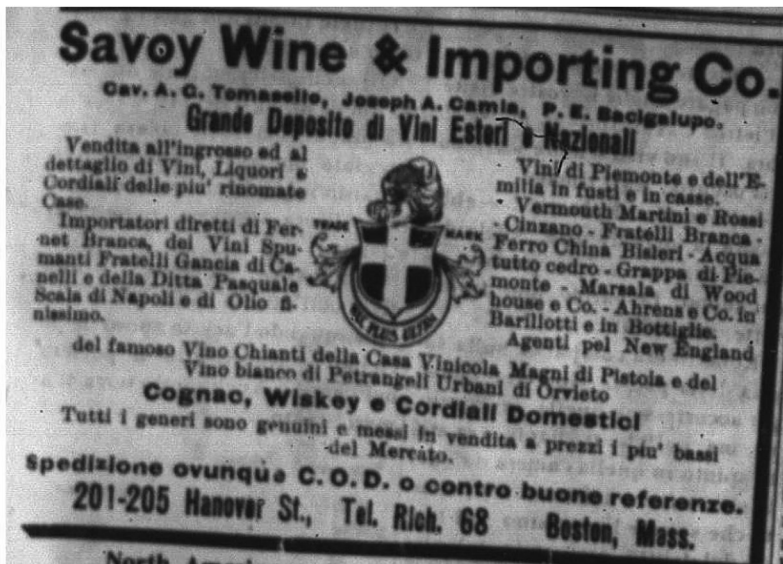 Savoy Wine & Importing Co.
Cav. A. G. Tomasello, Joseph A. Camia, P. E. Bacigalupo.
Grande Deposito di Vini Esteri e Nazionali
Vendita all'ingrosso ed al
dettaglio di Vini, Liquori e
Cordiali delle piu' rinomate
Case.
Importatori diretti di Fer-
net Branca, dei Vini Spu-
manti Fratelli Gancia di Ca-
nelli e della Ditta Pasquale
Scala di Napoli e di Olio fi-
nissimo.
TRADE MARK
NEC PLUS ULTRA
Vini di Piemonte e dell'E-
milia in fusti e in casse.
- Vermouth Martini e Rossi
- Cinzano - Fratelli Branca -
Ferro China Bisleri - Acqua
tutto cedro - Grappa di Pie-
monte - Marsala di Wood
house e Co. - Ahrens e Co. in
Barillotti e in Bottiglie.
Agenti pel New England
del famoso Vino Chianti della Casa Vinicola Magni di Pistoia e del
Vino bianco di Petrangeli Urbani di Orvieto
Cognac, Wiskey e Cordiali Domestici
Tutti i generi sono genuini e messi in vendita a prezzi i piu' bassi
del Mercato.
Spedizione ovunque C. O. D. o contro buone referenze.
201-205 Hanover St., Tel. Rich. 68 Boston, Mass.
North